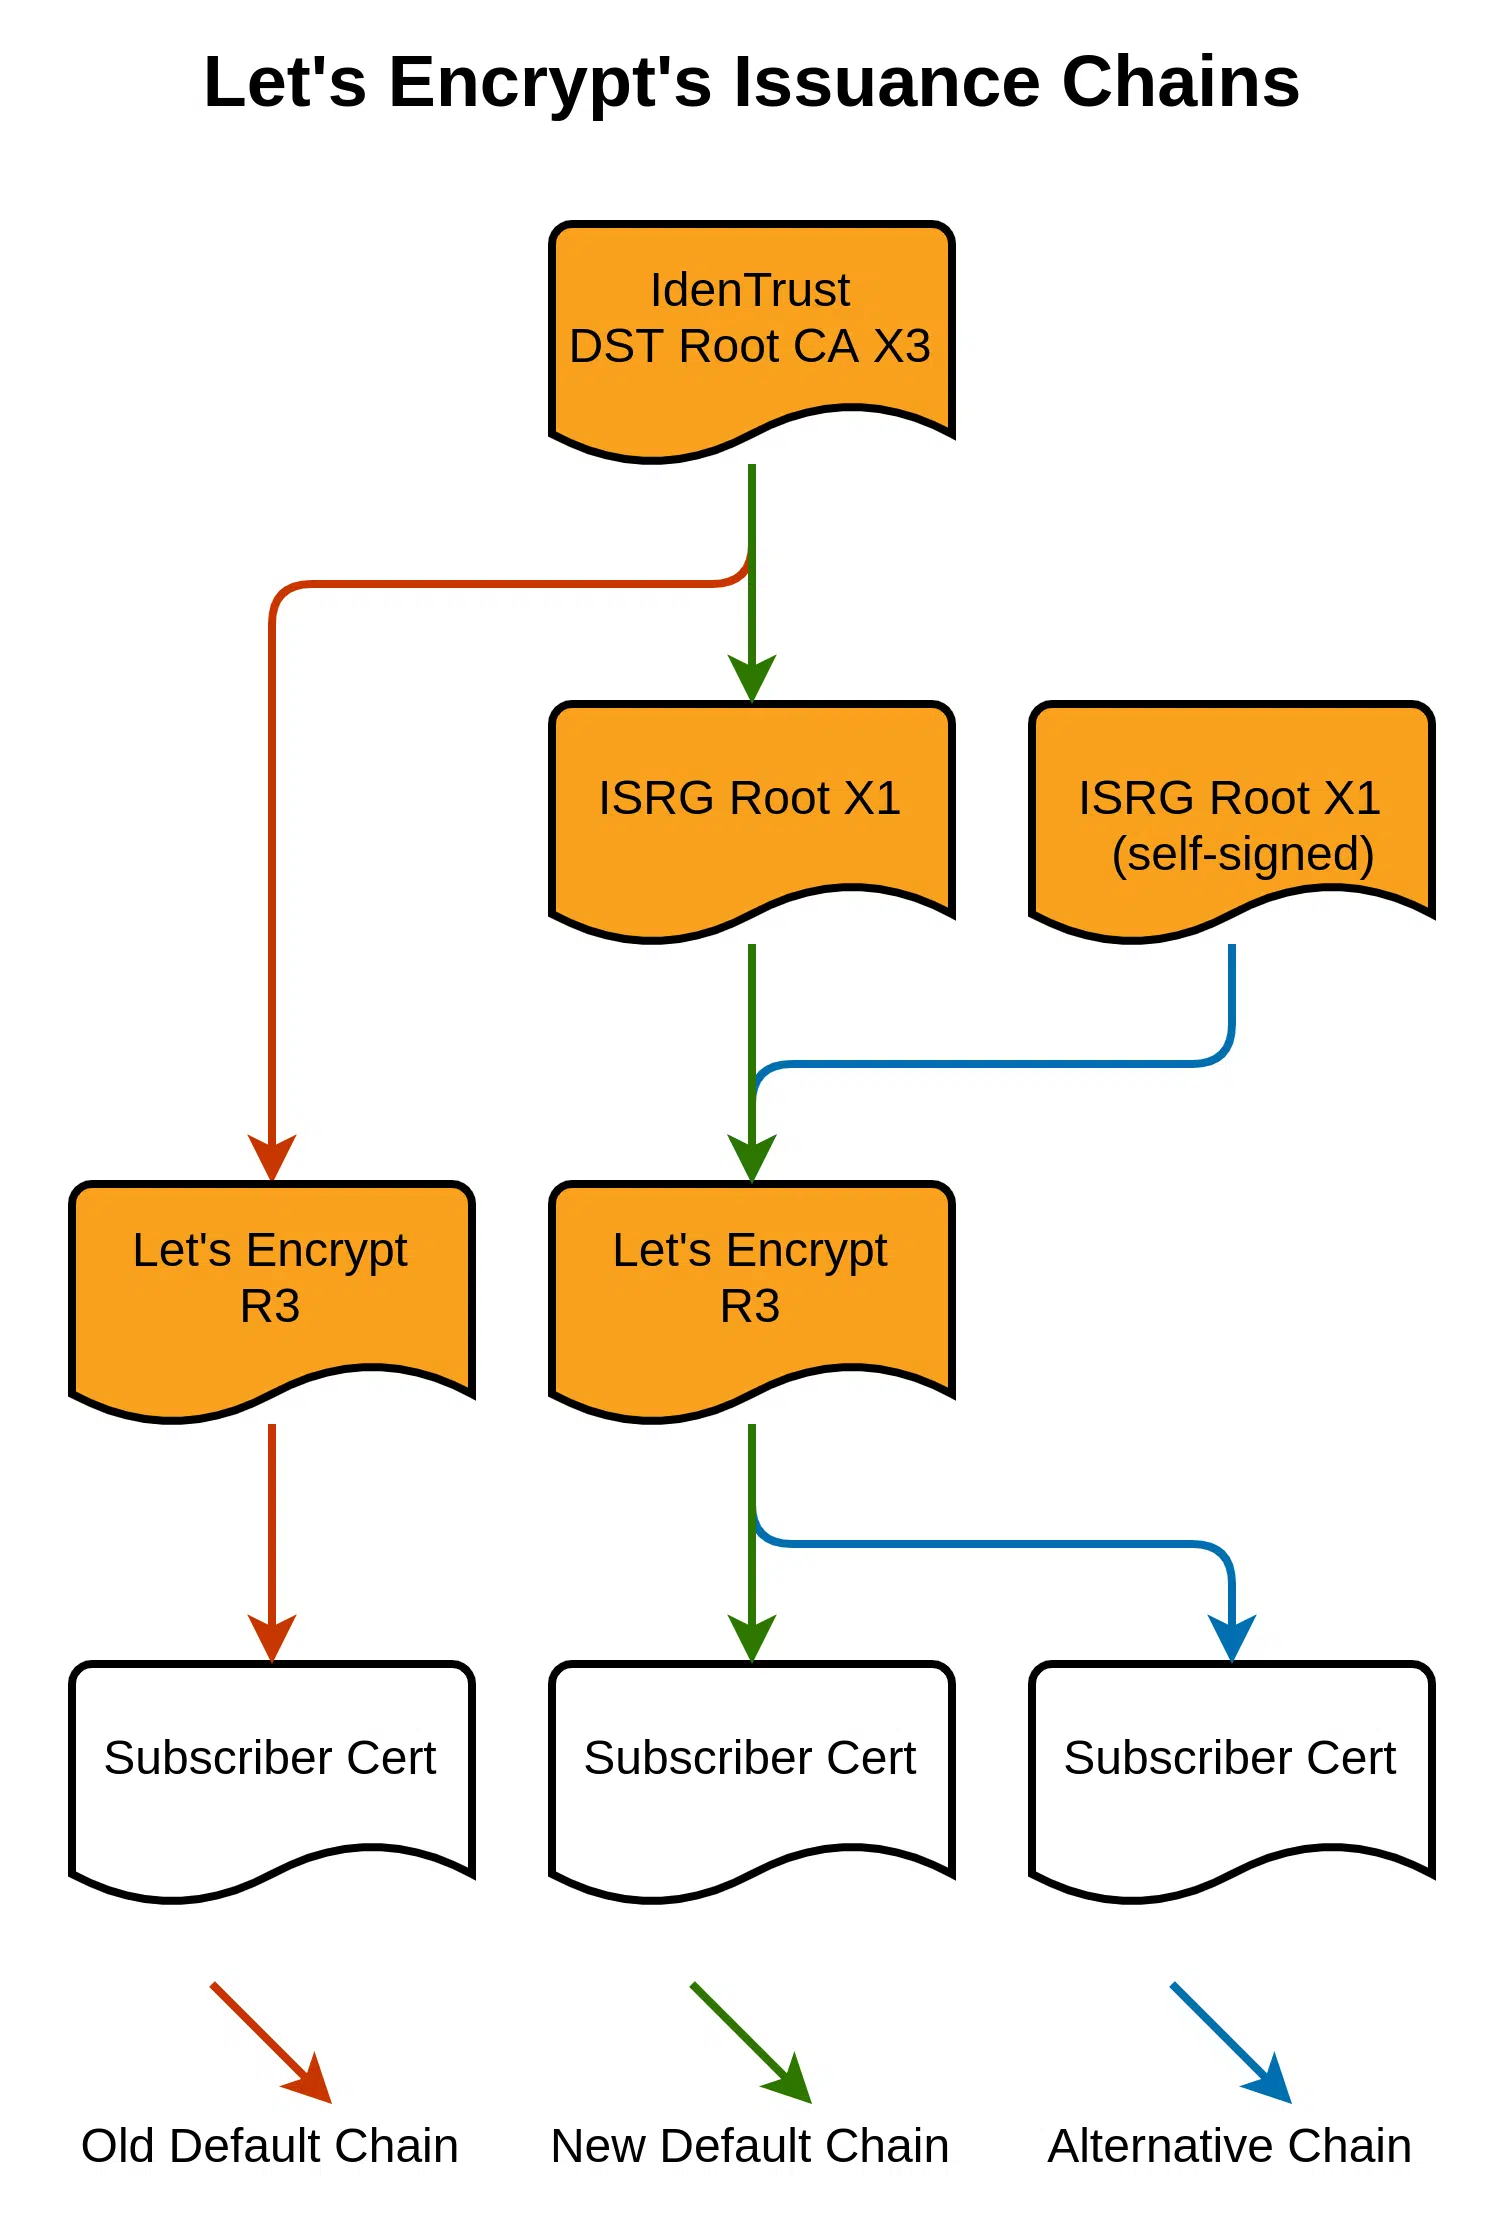 Let's Encrypt's Issuance Chains
IdenTrust
DST Root CA X3
ISRG Root X1
ISRG Root X1
(self-signed)
Let's Encrypt
R3
Let's Encrypt
R3
Subscriber Cert
Subscriber Cert
Subscriber Cert
Old Default Chain
New Default Chain
Alternative Chain